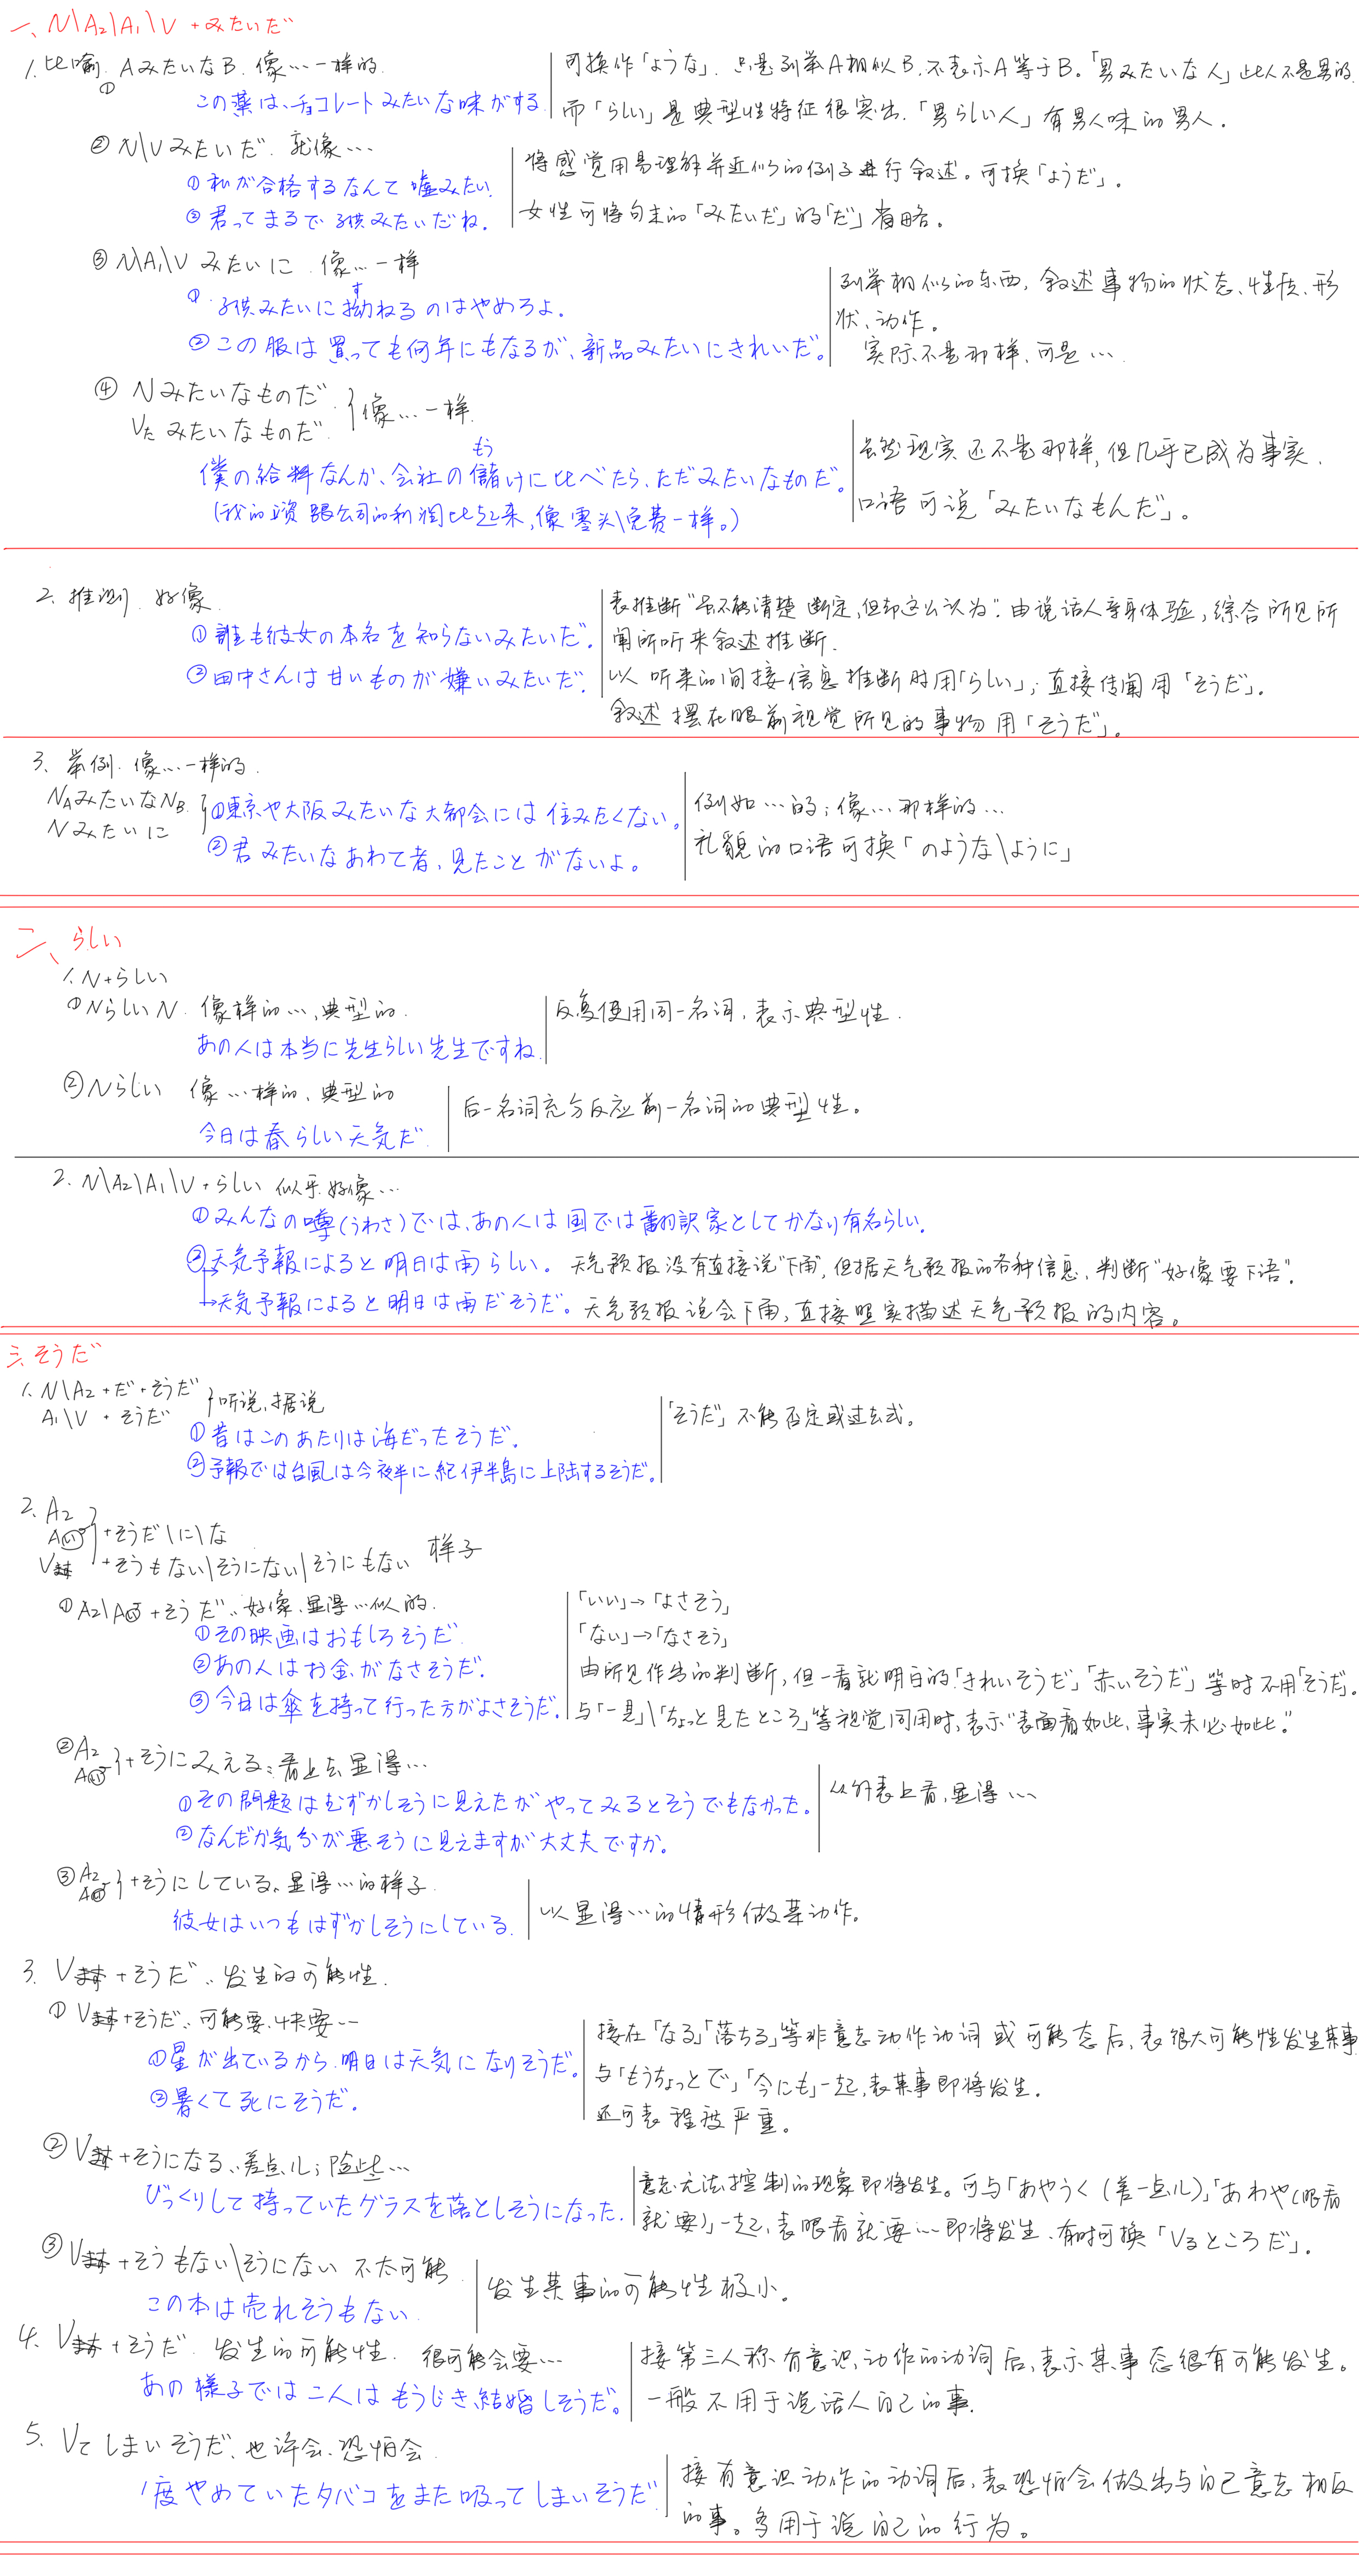 一、N\A₂\A₁\V +みたいだ
1.比喻. AみたいなB. 像…一样的.
①この薬は、チョコレートみたいな味がする.
可换作「ような」. 只是列举A相似B, 不表示A等于B。「男みたいな人」此人不是男的.
而「らしい」是典型性特征很突出.「男らしい人」有男人味的男人.
② N\Vみたいだ. 就像…
①私が合格するなんて嘘みたい.
②君ってまるで子供みたいだね.
将感觉用易理解并近似的例子进行叙述。可换「ようだ」.
女性可将句末的「みたいだ」的「だ」省略。
③ N\A₁\V みたいに. 像…一样
① 子供みたいに拗ねるのはやめろよ.
す
②この服は買っても何年にもなるが、新品みたいにきれいだ。
列举相似的东西, 叙述事物的状态、性质、形
状、动作。
实际不是那样, 可是…
④ Nみたいなものだ
Vた みたいなものだ. }像…一样.
もう
僕の給料なんか、会社の儲けに比べたら、ただみたいなものだ。
(我的工资跟公司的利润比起来, 像零头\免费一样。)
虽然现实还不是那样, 但几乎已成为事实.
口语可说「みたいなもんだ」。
2. 推测. 好像.
①誰も彼女の本名を知らないみたいだ.
②田中さんは甘いものが嫌いみたいだ.
表推断"虽不能清楚断定, 但却这么认为". 由说话人亲身体验, 综合所见所
闻所听来叙述推断.
以听来的间接信息推断时用「らしい」; 直接传闻用「そうだ」.
叙述摆在眼前视觉所见的事物用「そうだ」.
3、举例. 像…一样的.
NAみたいなNB.
Nみたいに
①東京や大阪みたいな大都会には住みたくない。
②君みたいなあわて者, 見たことがないよ。
例如…的; 像…那样的…
礼貌的口语可换「のような\ように」
二、らしい
1. N+らしい
①NらしいN. 像样的…, 典型的.
あの人は本当に先生らしい先生ですね.
反复使用同一名词, 表示典型性.
②Nらしい 像…样的、典型的
今日は春らしい天気だ.
后一名词充分反应前一名词的典型性。
2. N\A₂\A₁\V+らしい 似乎.好像…
①みんなの噂(うわさ)では、あの人は国では翻訳家としてかなり有名らしい.
②天気予報によると明日は雨らしい。 天气预报没有直接说"下雨", 但据天气预报的各种信息, 判断"好像要下语".
→天気予報によると明日は雨だそうだ。天气预报说会下雨, 直接照实描述天气预报的内容。
三.そうだ
1. N\A₂+だ+そうだ
A₁\V + そうだ }听说、据说
①昔はこのあたりは海だったそうだ.
②予報では台風は今夜半に紀伊半島に上陸するそうだ。
「そうだ」不能否定或过去式。
2. A₂
Aい }+そうだ\に\な
Vます +そうもない\そうにない\そうにもない 样子
① A₂\Aい+そうだ、好像.显得…似的.
①その映画はおもしろそうだ.
②あの人はお金がなさそうだ.
③今日は傘を持って行った方がよさそうだ.
「いい」→「よさそう」
「ない」→「なさそう」
由所见作出的判断, 但一看就明白的「きれいそうだ」「赤いそうだ」等时不用「そうだ」.
与「一見」\「ちょっと見たところ」等视觉同用时, 表示"表面看如此, 事实未必如此."
②A₂
Aい }+そうにみえる;看上去显得…
①その問題はむずかしそうに見えたがやってみるとそうでもなかった.
②なんだか気分が悪そうに見えますが大丈夫ですか.
从外表上看, 显得…
③A₂
Aい }+そうにしている、显得…的样子.
彼女はいつもはずかしそうにしている.
以显得…的情形做某动作。
3. Vます+そうだ、发生的可能性.
① Vます+そうだ、可能要、快要…
①星が出ているから、明日は天気になりそうだ.
②暑くて死にそうだ.
接在「なる」「落ちる」等非意志动作动词或可能态后, 表很大可能性发生某事
与「もうちょっとで」「今にも」一起, 表某事即将发生.
还可表程度严重。
② Vます+そうになる、差点儿; 险些…
びっくりして持っていたグラスを落としそうになった.
意志无法控制的现象即将发生。可与「あやうく(差一点儿)」「あわや(眼看
就要)」一起, 表眼看就要…即将发生. 有时可换「Vるところだ」.
③ Vます+そうもない\そうにない 不太可能.
この本は売れそうもない.
发生某事的可能性极小。
4. Vます+そうだ. 发生的可能性. 很可能会要…
あの様子では二人はもうじき結婚しそうだ。
接第三人称有意识动作的动词后, 表示某事态很有可能发生。
一般不用于说话人自己的事.
5. Vてしまいそうだ、也许会、恐怕会.
1度やめていたタバコをまた吸ってしまいそうだ.
接有意识动作的动词后, 表恐怕会做出与自己意志相反
的事。多用于说自己的行为。